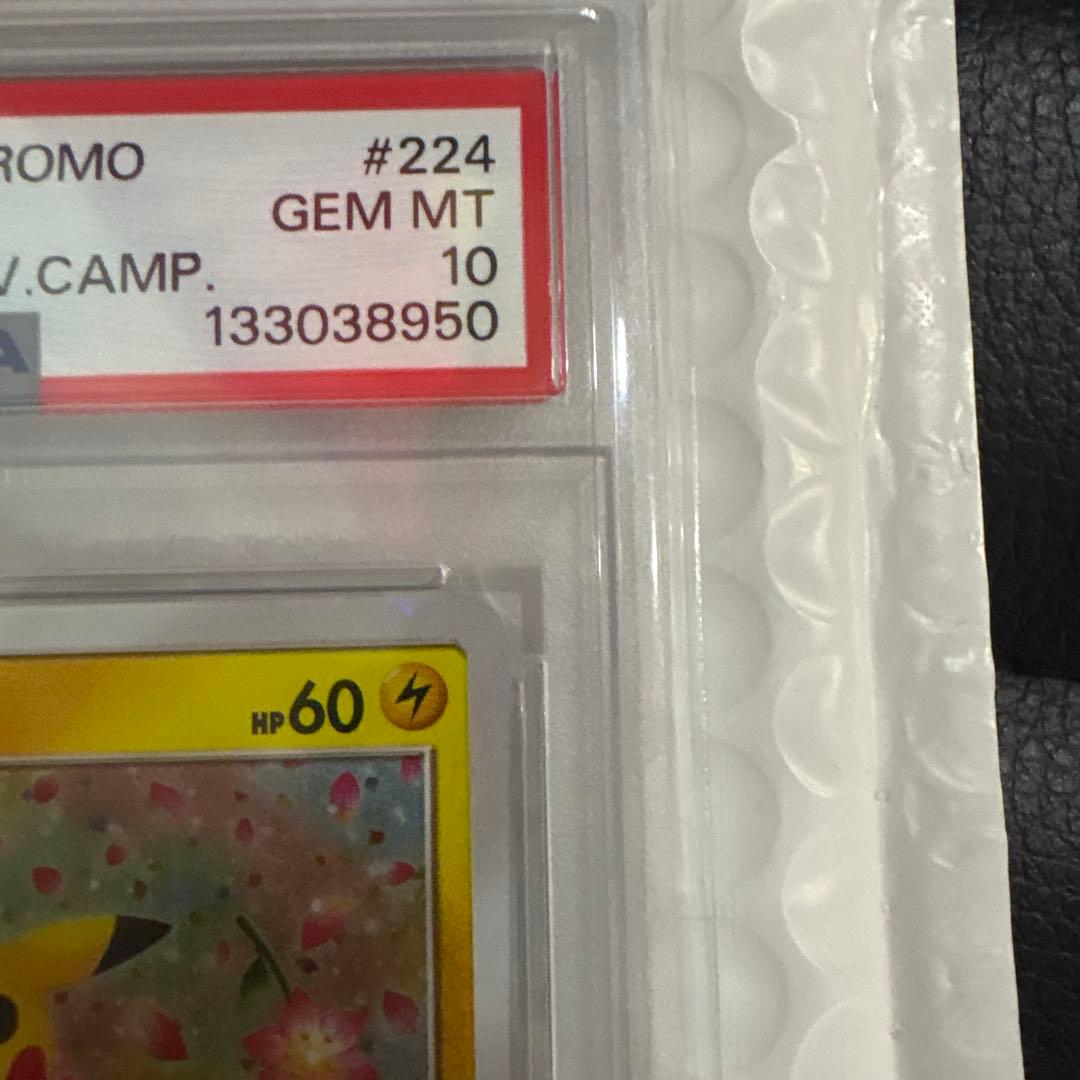 ROMO #224
GEM MT
V.CAMP. 10
133038950
A
HP60